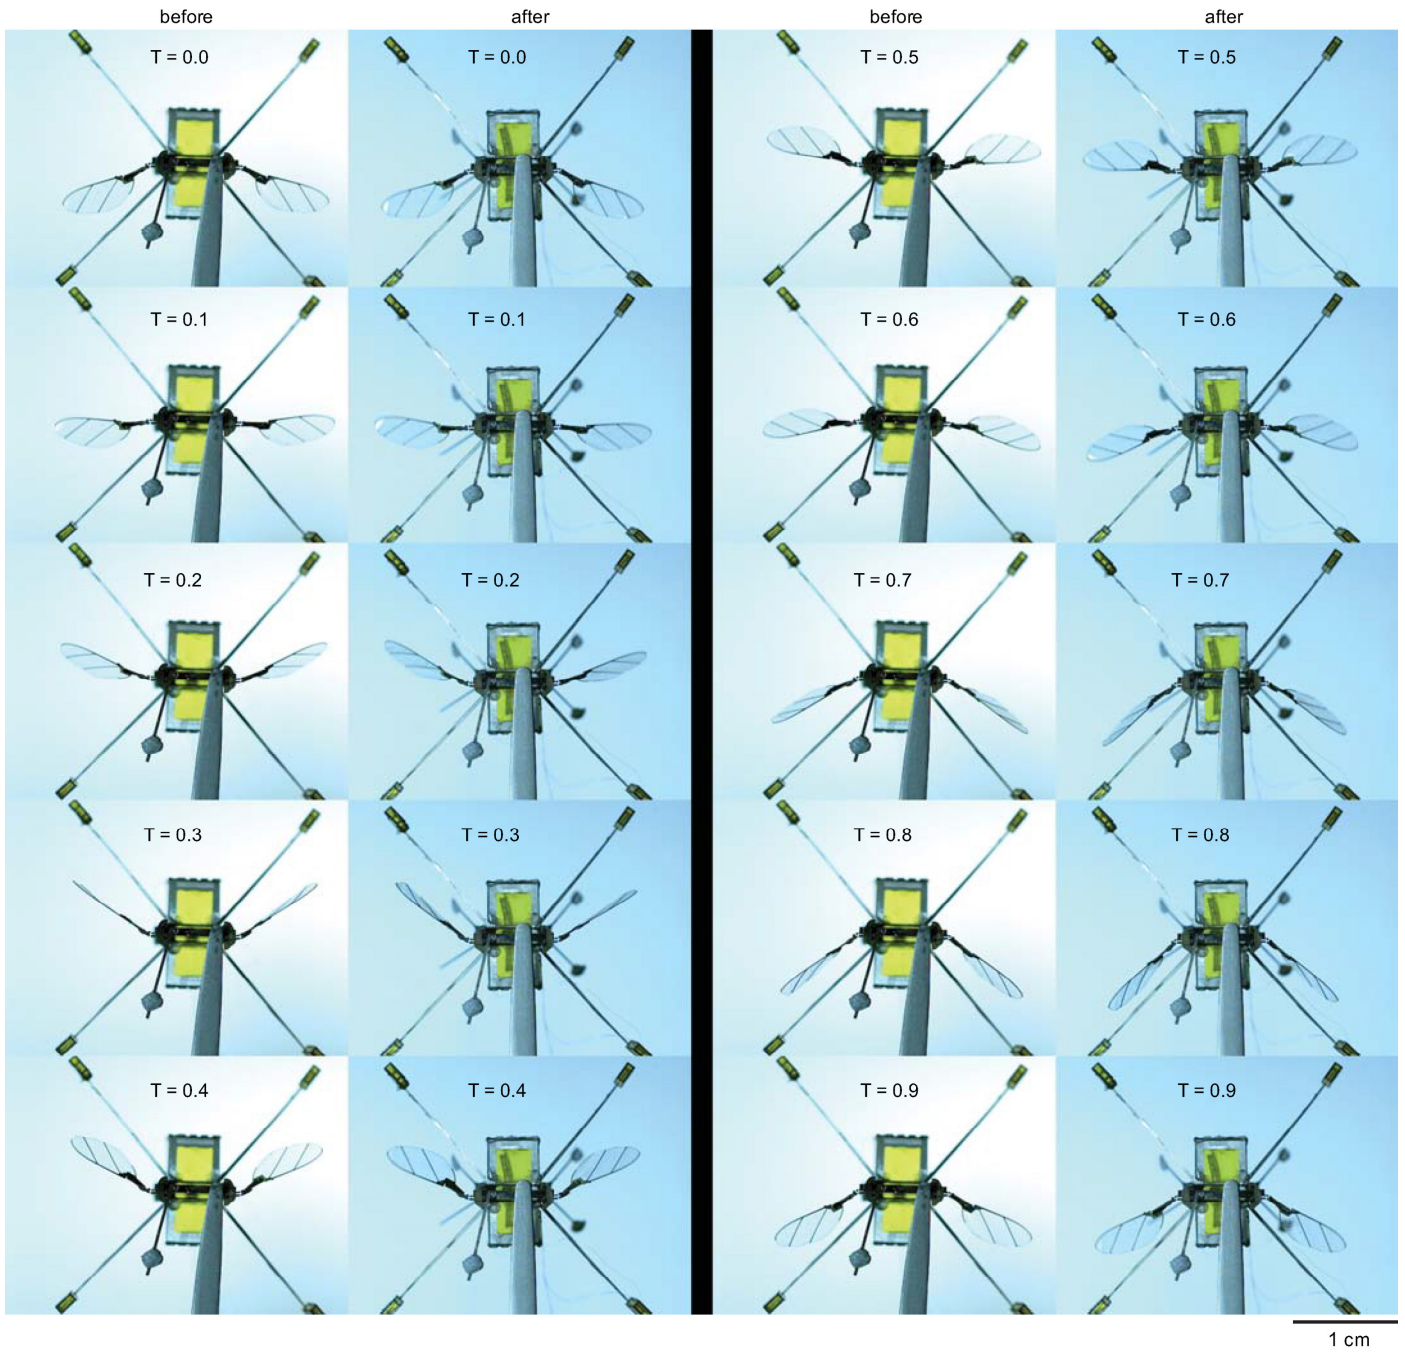 before after before after
T = 0.0 T = 0.0 T = 0.5 T = 0.5
T = 0.1 T = 0.1 T = 0.6 T = 0.6
T = 0.2 T = 0.2 T = 0.7 T = 0.7
T = 0.3 T = 0.3 T = 0.8 T = 0.8
T = 0.4 T = 0.4 T = 0.9 T = 0.9
1 cm